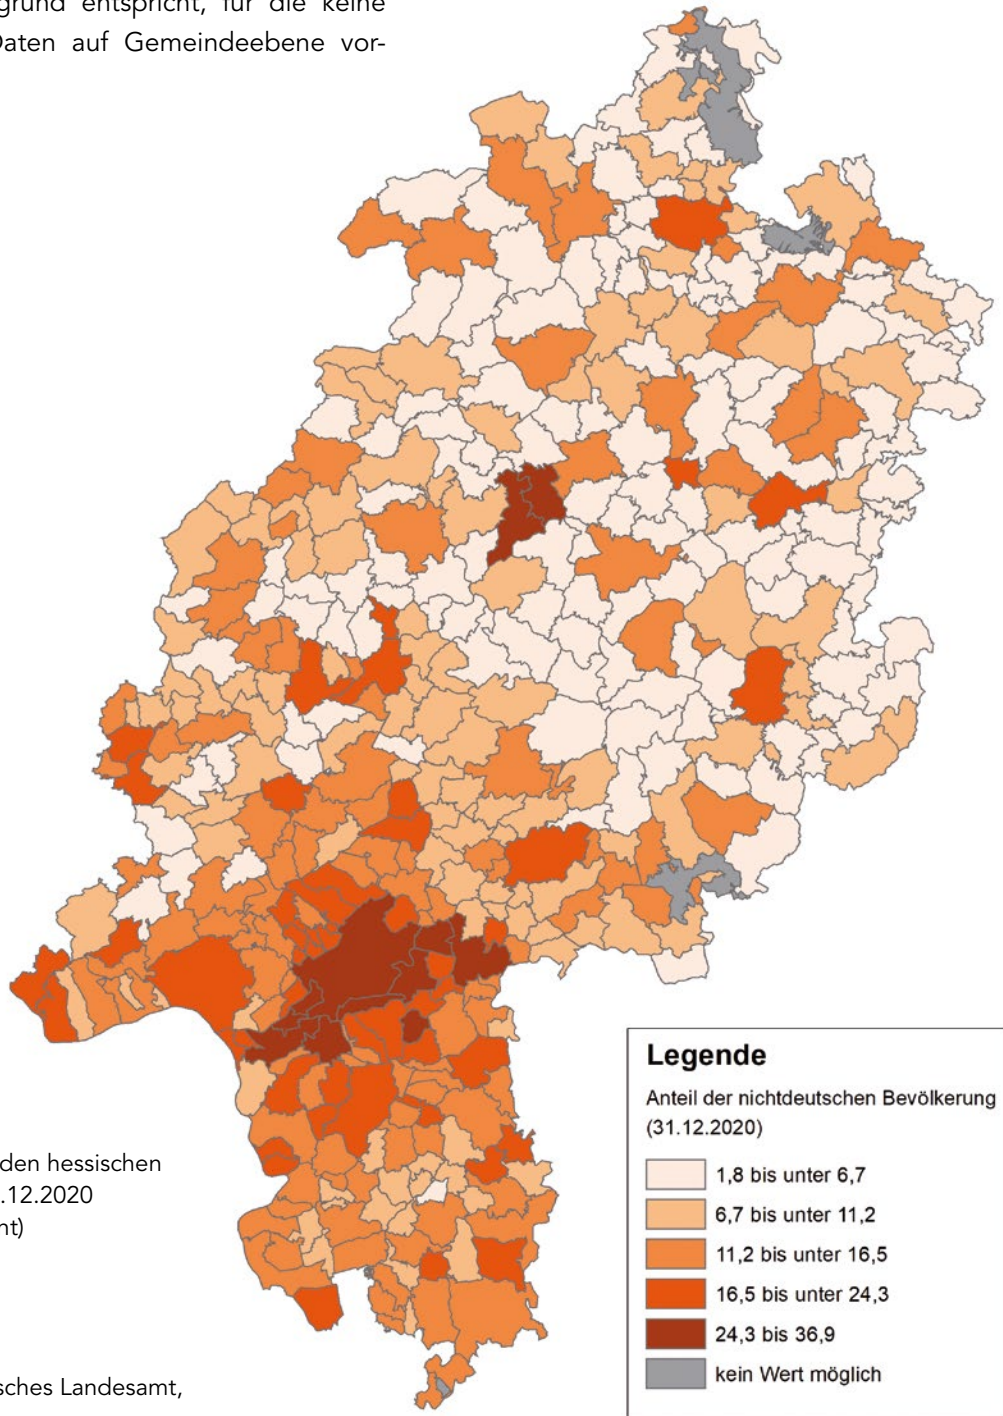 grund entspricht, für die keine
Daten auf Gemeindeebene vor-
Legende
Anteil der nichtdeutschen Bevölkerung
(31.12.2020)
1,8 bis unter 6,7
6,7 bis unter 11,2
11,2 bis unter 16,5
16,5 bis unter 24,3
24,3 bis 36,9
kein Wert möglich
den hessischen
.12.2020
nt)
sches Landesamt,